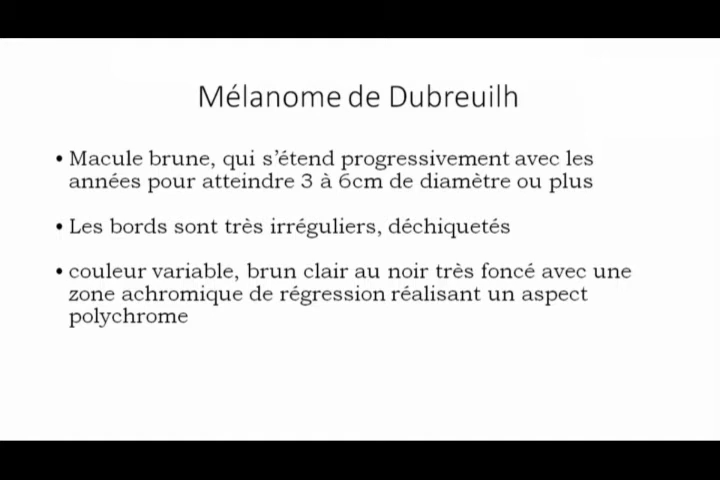 Mélanome de Dubreuilh
• Macule brune, qui s’étend progressivement avec les
années pour atteindre 3 à 6cm de diamètre ou plus
• Les bords sont très irréguliers, déchiquetés
• couleur variable, brun clair au noir très foncé avec une
zone achromique de régression réalisant un aspect
polychrome